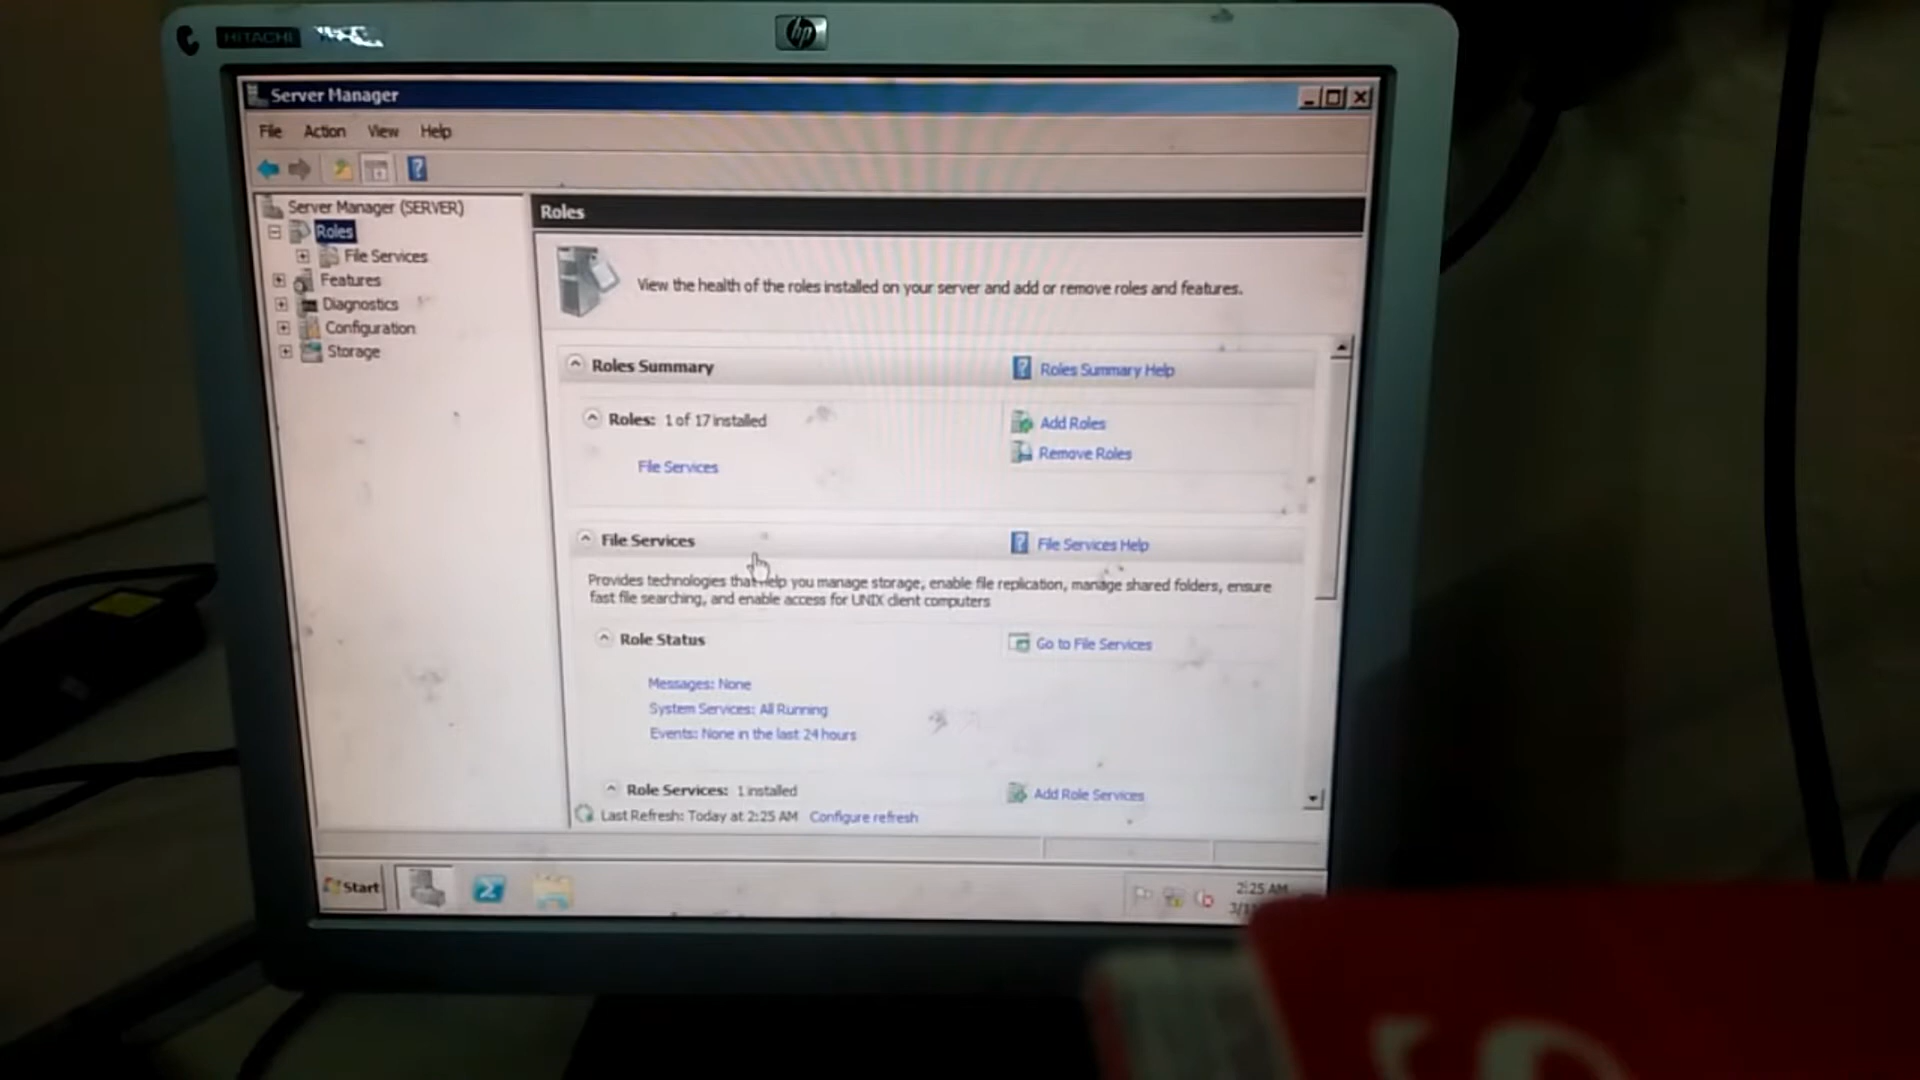 HITACHI
hp
Server Manager
File Action View Help
Server Manager (SERVER)
Roles
File Services
Features
Diagnostics
Configuration
Storage
Roles
View the health of the roles installed on your server and add or remove roles and features.
Roles Summary
Roles Summary Help
Roles: 1 of 17 installed
Add Roles
Remove Roles
File Services
File Services
File Services Help
Provides technologies that help you manage storage, enable file replication, manage shared folders, ensure
fast file searching, and enable access for UNIX client computers
Role Status
Go to File Services
Messages: None
System Services: All Running
Events: None in the last 24 hours
Role Services: 1 installed
Add Role Services
Last Refresh: Today at 2:25 AM Configure refresh
Start
2:25 AM